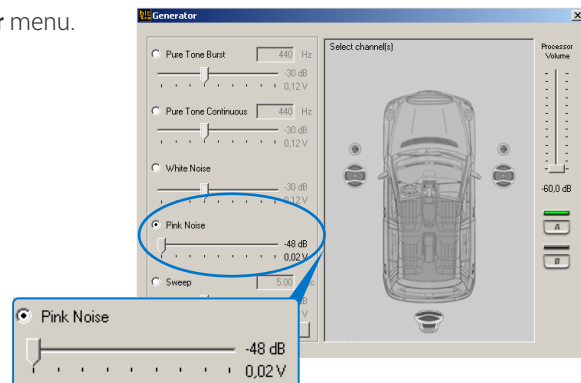 r menu.
bit Generator
Pure Tone Burst 440 Hz
-30 dB
0,12 V
Pure Tone Continuous 440 Hz
-30 dB
0,12 V
White Noise
-30 dB
0,12 V
Pink Noise
-48 dB
0,02 V
Sweep 5.00
Select channel(s)
Processor
Volume
-60,0 dB
A
B
Pink Noise
-48 dB
0,02 V